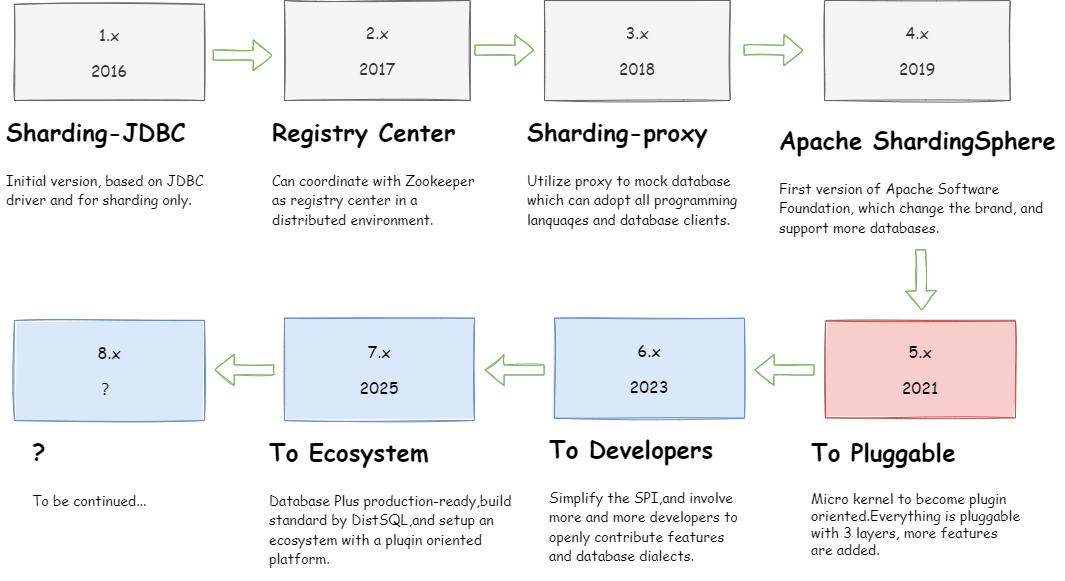 1.x
2016
2.x
2017
3.x
2018
4.x
2019
Sharding-JDBC
Initial version, based on JDBC
driver and for sharding only.
Registry Center
Can coordinate with Zookeeper
as registry center in a
distributed environment.
Sharding-proxy
Utilize proxy to mock database
which can adopt all programming
languages and database clients.
Apache ShardingSphere
First version of Apache Software
Foundation, which change the brand, and
support more databases.
5.x
2021
To Pluggable
Micro kernel to become plugin
oriented.Everything is pluggable
with 3 layers, more features
are added.
6.x
2023
To Developers
Simplify the SPI,and involve
more and more developers to
openly contribute features
and database dialects.
7.x
2025
To Ecosystem
Database Plus production-ready,build
standard by DistSQL,and setup an
ecosystem with a plugin oriented
platform.
8.x
?
?
To be continued...